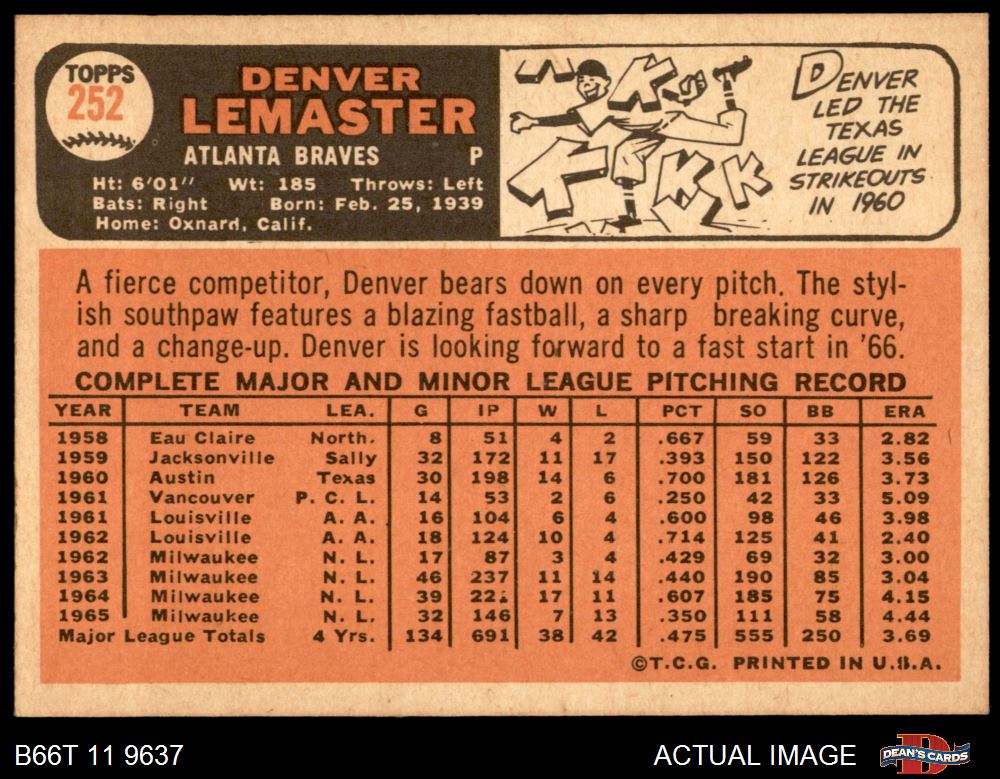 TOPPS
252
DENVER
LEMASTER
ATLANTA BRAVES P
Ht: 6'01" Wt: 185 Throws: Left
Bats: Right Born: Feb. 25, 1939
Home: Oxnard, Calif.
K K K K K
DENVER
LED THE
TEXAS
LEAGUE IN
STRIKEOUTS
IN 1960
A fierce competitor, Denver bears down on every pitch. The styl-
ish southpaw features a blazing fastball, a sharp breaking curve,
and a change-up. Denver is looking forward to a fast start in '66.
COMPLETE MAJOR AND MINOR LEAGUE PITCHING RECORD
YEAR TEAM LEA. G IP W L PCT SO BB ERA
1958 Eau Claire North. 8 51 4 2 .667 59 33 2.82
1959 Jacksonville Sally 32 172 11 17 .393 150 122 3.56
1960 Austin Texas 30 198 14 6 .700 181 126 3.73
1961 Vancouver P. C. L. 14 53 2 6 .250 42 33 5.09
1961 Louisville A. A. 16 104 6 4 .600 98 46 3.98
1962 Louisville A. A. 18 124 10 4 .714 125 41 2.40
1962 Milwaukee N. L. 17 87 3 4 .429 69 32 3.00
1963 Milwaukee N. L. 46 237 11 14 .440 190 85 3.04
1964 Milwaukee N. L. 39 17 11 .607 185 75 4.15
1965 Milwaukee N. L. 32 146 7 13 .350 111 58 4.44
Major League Totals 4 Yrs. 134 691 38 42 .475 555 250 3.69
©T.C.G. PRINTED IN U.S.A.
B66T 11 9637
ACTUAL IMAGE
DEAN'S CARDS